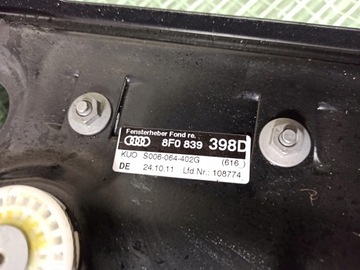 Fensterheber Fond re.
8F0 839 398D
KUO S006-064-402G (616)
DE 24.10.11 Lfd Nr.: 108774